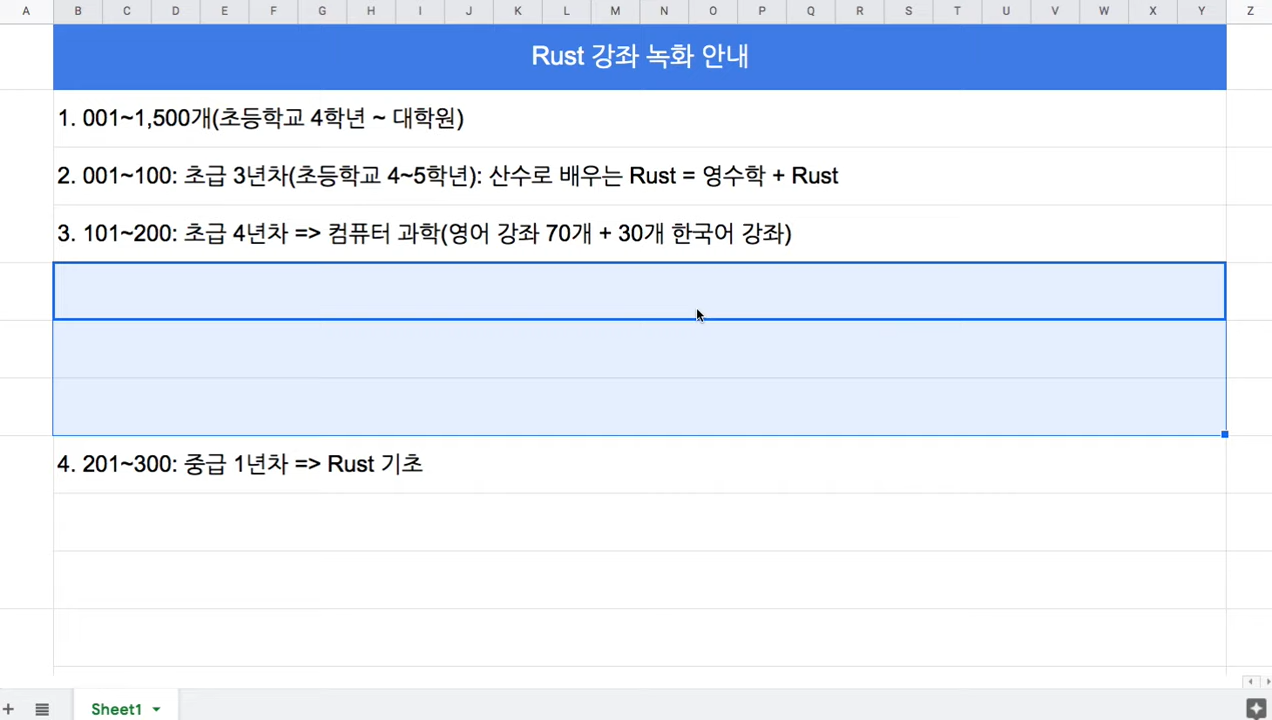 A B C D E F G H I J K L M N O P Q R S T U V W X Y Z
Rust 강좌 녹화 안내
1. 001~1,500개(초등학교 4학년 ~ 대학원)
2. 001~100: 초급 3년차(초등학교 4~5학년): 산수로 배우는 Rust = 영수학 + Rust
3. 101~200: 초급 4년차 => 컴퓨터 과학(영어 강좌 70개 + 30개 한국어 강좌)
4. 201~300: 중급 1년차 => Rust 기초
Sheet1